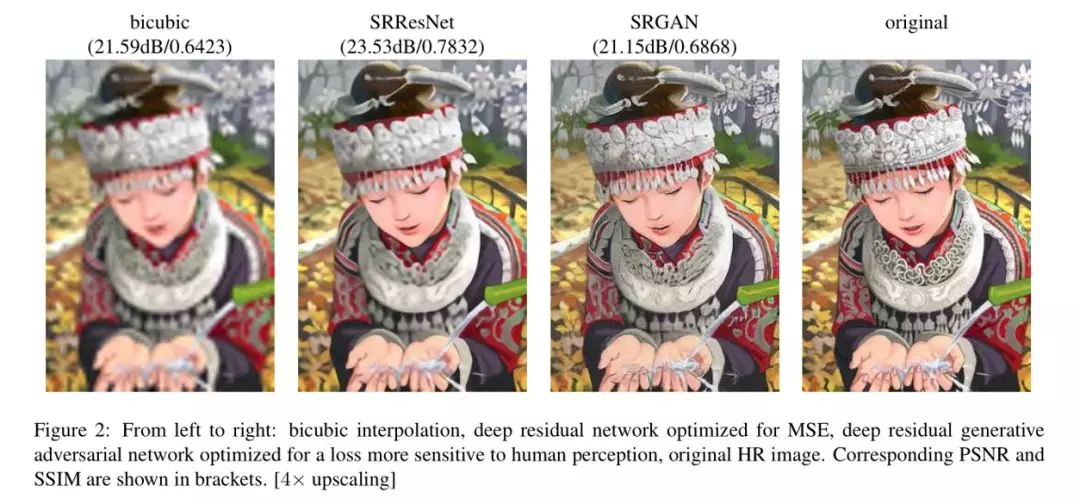 bicubic
(21.59dB/0.6423)
SRResNet
(23.53dB/0.7832)
SRGAN
(21.15dB/0.6868)
original
Figure 2: From left to right: bicubic interpolation, deep residual network optimized for MSE, deep residual generative
adversarial network optimized for a loss more sensitive to human perception, original HR image. Corresponding PSNR and
SSIM are shown in brackets. [4× upscaling]